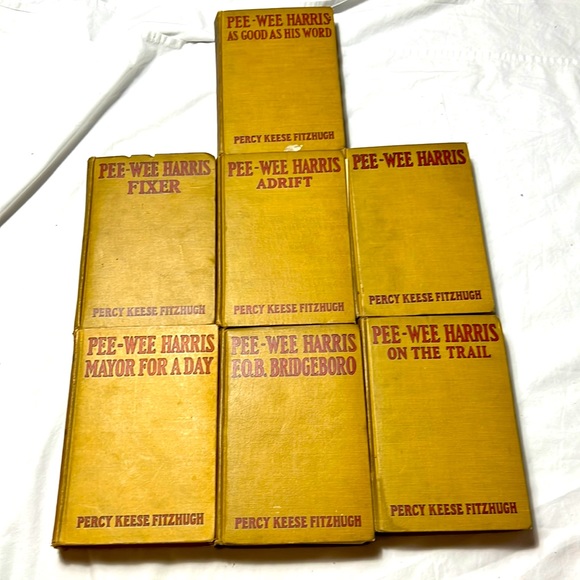 PEE-WEE HARRIS
AS GOOD AS HIS WORD
PERCY KEESE FITZHUGH
PEE-WEE HARRIS
FIXER
PERCY KEESE FITZHUGH
PEE-WEE HARRIS
ADRIFT
PERCY KEESE FITZHUGH
PEE-WEE HARRIS
PERCY KEESE FITZHUGH
PEE-WEE HARRIS
MAYOR FOR A DAY
PERCY KEESE FITZHUGH
PEE-WEE HARRIS
F.O.B. BRIDGEBORO
PERCY KEESE FITZHUGH
PEE-WEE HARRIS
ON THE TRAIL
PERCY KEESE FITZHUGH